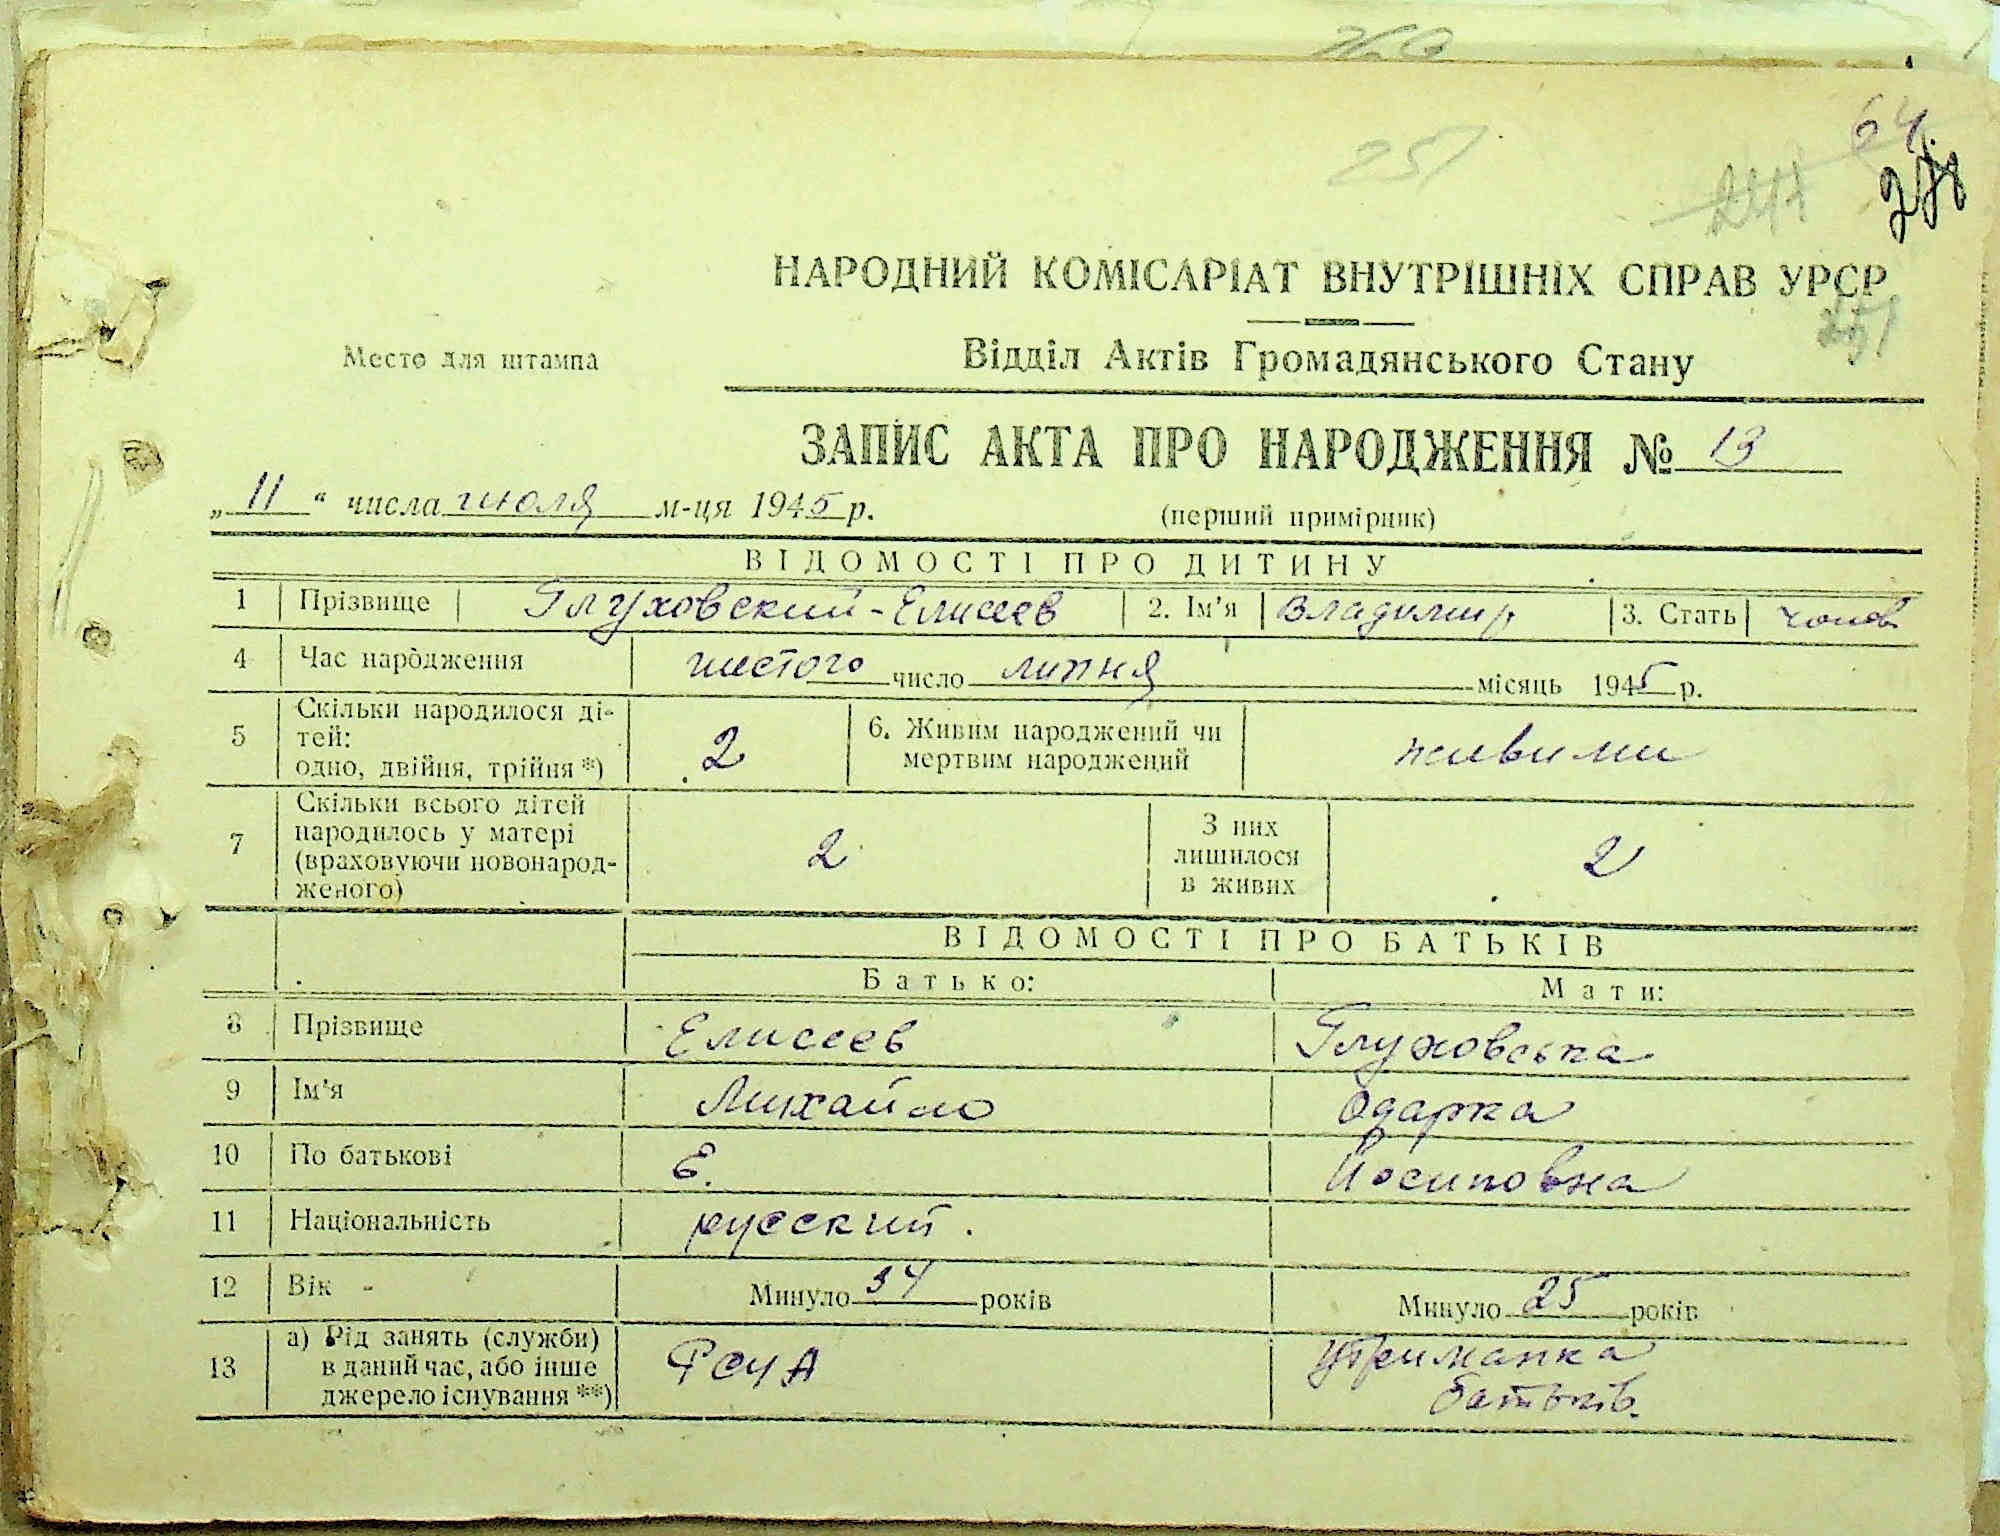 251
64.
НАРОДНИЙ КОМІСАРІАТ ВНУТРІШНІХ СПРАВ УРСР
251
Место для штампа
Відділ Актів Громадянського Стану
ЗАПИС АКТА ПРО НАРОДЖЕННЯ № 13
„11“ числа июля м-ця 1945 р. (перший примірник)
ВІДОМОСТІ ПРО ДИТИНУ
1 Прізвище Глуховский-Елисеев 2. Ім'я Владимир 3. Стать чолов
4 Час народження шестого число липня місяць 1945 р.
5 Скільки народилося ді-
тей:
одно, двійня, трійня *) 2 6. Живим народжений чи
мертвим народжений живими
7 Скільки всього дітей
народилось у матері
(враховуючи новонарод-
женого) 2 З них
лишилося
в живих 2
ВІДОМОСТІ ПРО БАТЬКІВ
Батько: Мати:
8 Прізвище Елисеев Глуховська
9 Ім'я Михайло Одарка
10 По батькові Е. Йосиповна
11 Національність русский.
12 Вік Минуло 34 років Минуло 25 років
13 а) Рід занять (служби)
в даний час, або інше
джерело існування **) РСЧА Утриманка
батьків.